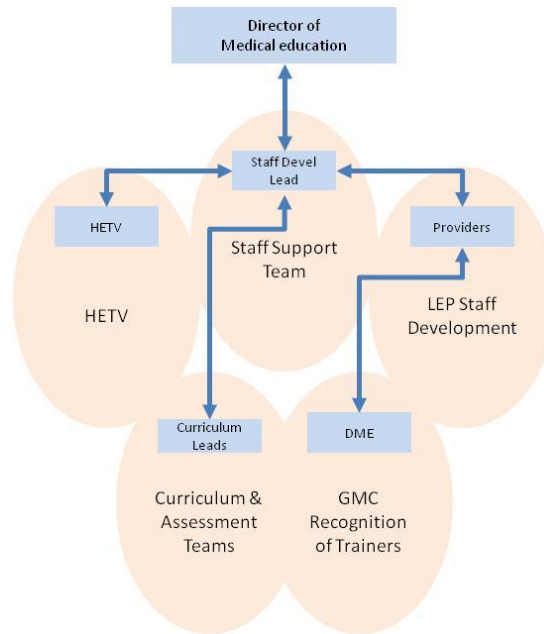 Director of
Medical education
Staff Devel
Lead
HETV
Providers
Staff Support
Team
HETV
LEP Staff
Development
Curriculum
Leads
DME
Curriculum &
Assessment
Teams
GMC
Recognition
of Trainers